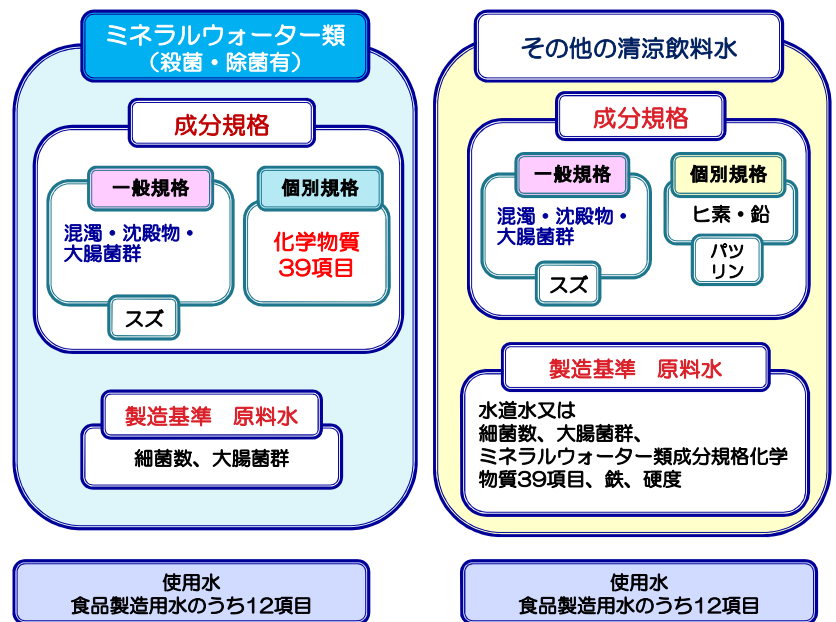 ミネラルウォーター類
（殺菌・除菌有）
成分規格
一般規格
混濁・沈殿物・
大腸菌群
スズ
個別規格
化学物質
39項目
製造基準　原料水
細菌数、大腸菌群
使用水
食品製造用水のうち12項目
その他の清涼飲料水
成分規格
一般規格
混濁・沈殿物・
大腸菌群
スズ
個別規格
ヒ素・鉛
パツ
リン
製造基準　原料水
水道水又は
細菌数、大腸菌群、
ミネラルウォーター類成分規格化学
物質39項目、鉄、硬度
使用水
食品製造用水のうち12項目